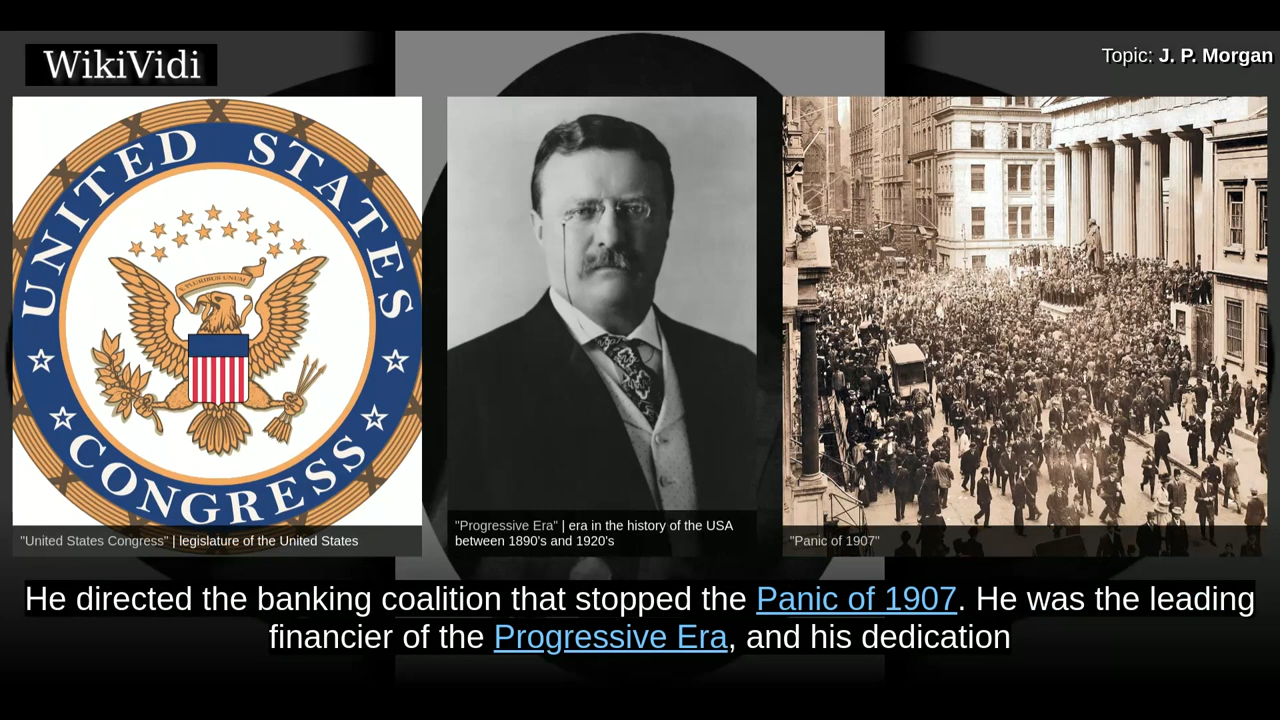 WikiVidi
Topic: J. P. Morgan
UNITED STATES
CONGRESS
E PLURIBUS UNUM
"United States Congress" | legislature of the United States
"Progressive Era" | era in the history of the USA
between 1890's and 1920's
"Panic of 1907"
He directed the banking coalition that stopped the Panic of 1907. He was the leading
financier of the Progressive Era, and his dedication